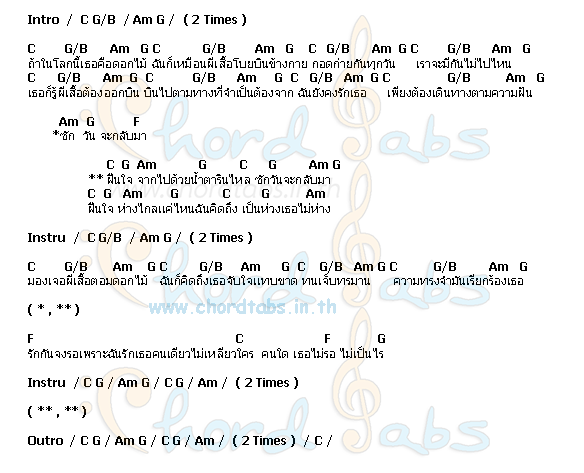 Intro / C G/B / Am G / ( 2 Times )
C G/B Am G C G/B Am G C G/B Am G C G/B Am G
ถ้าในโลกนี้เธอคือดอกไม้ ฉันก็เหมือนผีเสื้อโบยบินข้างกาย กอดก่ายกันทุกวัน เราจะมีกันไม่ไปไหน
C G/B Am G C G/B Am G C G/B Am G C G/B Am G
เธอก็รู้ผีเสื้อต้องออกบิน บินไปตามทางที่จำเป็นต้องจาก ฉันยังคงรักเธอ เพียงต้องเดินทางตามความฝัน
Am G F
*ซัก วัน จะกลับมา
C G Am G C G Am G
** ฝืนใจ จากไปด้วยน้ำตารินไหล ซักวันจะกลับมา
C G Am G C G Am
ฝืนใจ ห่างไกลแค่ไหนฉันคิดถึง เป็นห่วงเธอไม่ห่าง
Instru / C G/B / Am G / ( 2 Times )
C G/B Am G C G/B Am G C G/B Am G C G/B Am G
มองเจอผีเสื้อตอมดอกไม้ ฉันก็คิดถึงเธอจับใจแทบขาด ทนเจ็บทรมาน ความทรงจำมันเรียกร้องเธอ
www.chordtabs.in.th
( * , ** )
F C F G
รักกันจงรอเพราะฉันรักเธอคนเดียวไม่เหลียวใคร คนใด เธอไม่รอ ไม่เป็นไร
Instru / C G / Am G / C G / Am / ( 2 Times )
( ** , ** )
Outro / C G / Am G / C G / Am / ( 2 Times ) / C /